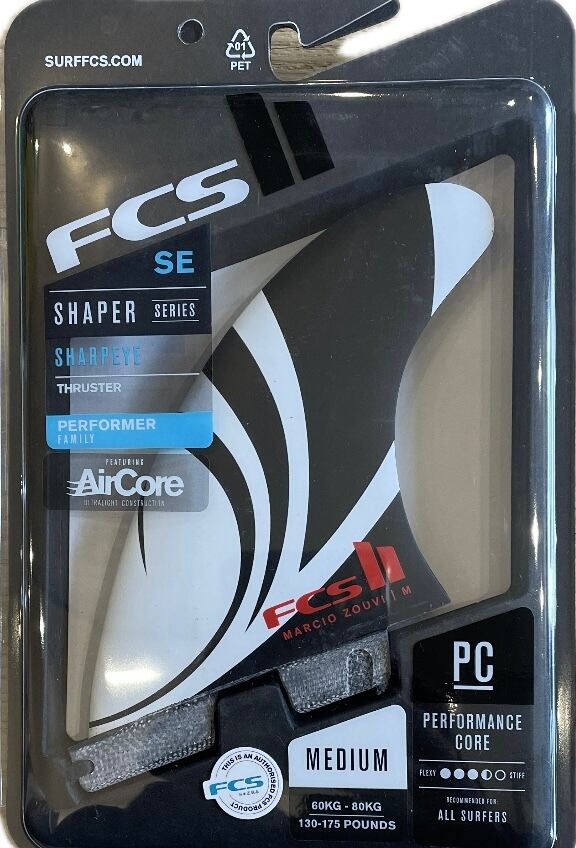 SURFFCS.COM
01
PET
FCS II
SE
SHAPER SERIES
SHARPEYE
THRUSTER
PERFORMER
FAMILY
FEATURING
AirCore
ULTRALIGHT CONSTRUCTION
FCS II
MARCIO ZOUVI | M
THIS IS AN AUTHORISED FCS PRODUCT
FCS
MEDIUM
60KG - 80KG
130-175 POUNDS
PC
PERFORMANCE
CORE
FLEXY STIFF
RECOMMENDED FOR:
ALL SURFERS